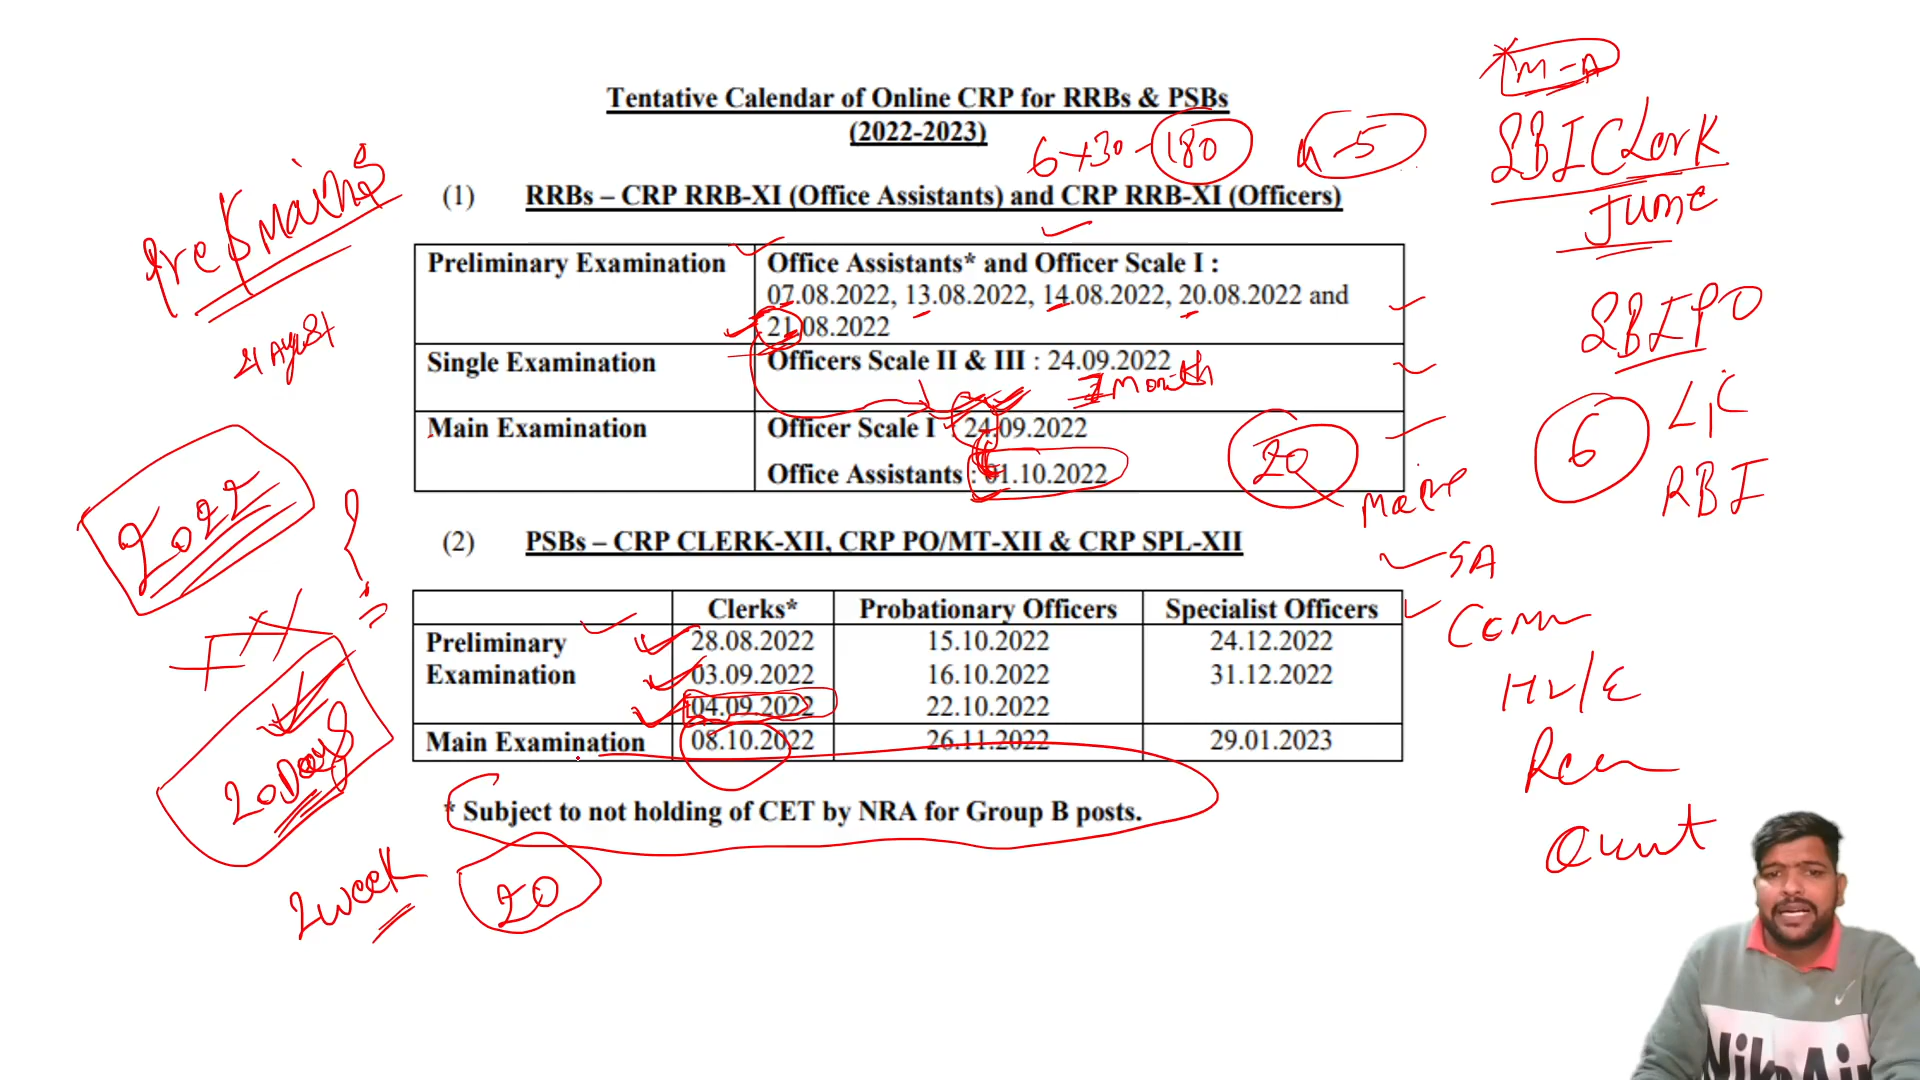 Tentative Calendar of Online CRP for RRBs & PSBs
(2022-2023)
6 x 30 - 180
M - A
SBI Clerk
June
Pre & mains
(1) RRBs – CRP RRB-XI (Office Assistants) and CRP RRB-XI (Officers)
Preliminary Examination
Office Assistants* and Officer Scale I :
07.08.2022, 13.08.2022, 14.08.2022, 20.08.2022 and
21.08.2022
SBI PO
Single Examination
Officers Scale II & III : 24.09.2022
1 month
Main Examination
Officer Scale I : 24.09.2022
Office Assistants : 01.10.2022
20
6
LIC
RBI
2022
(2) PSBs – CRP CLERK-XII, CRP PO/MT-XII & CRP SPL-XII
SA
Clerks* Probationary Officers Specialist Officers
Preliminary Examination
28.08.2022 15.10.2022 24.12.2022
03.09.2022 16.10.2022 31.12.2022
04.09.2022 22.10.2022
Main Examination 08.10.2022 26.11.2022 29.01.2023
20 Days
* Subject to not holding of CET by NRA for Group B posts.
2 week
20